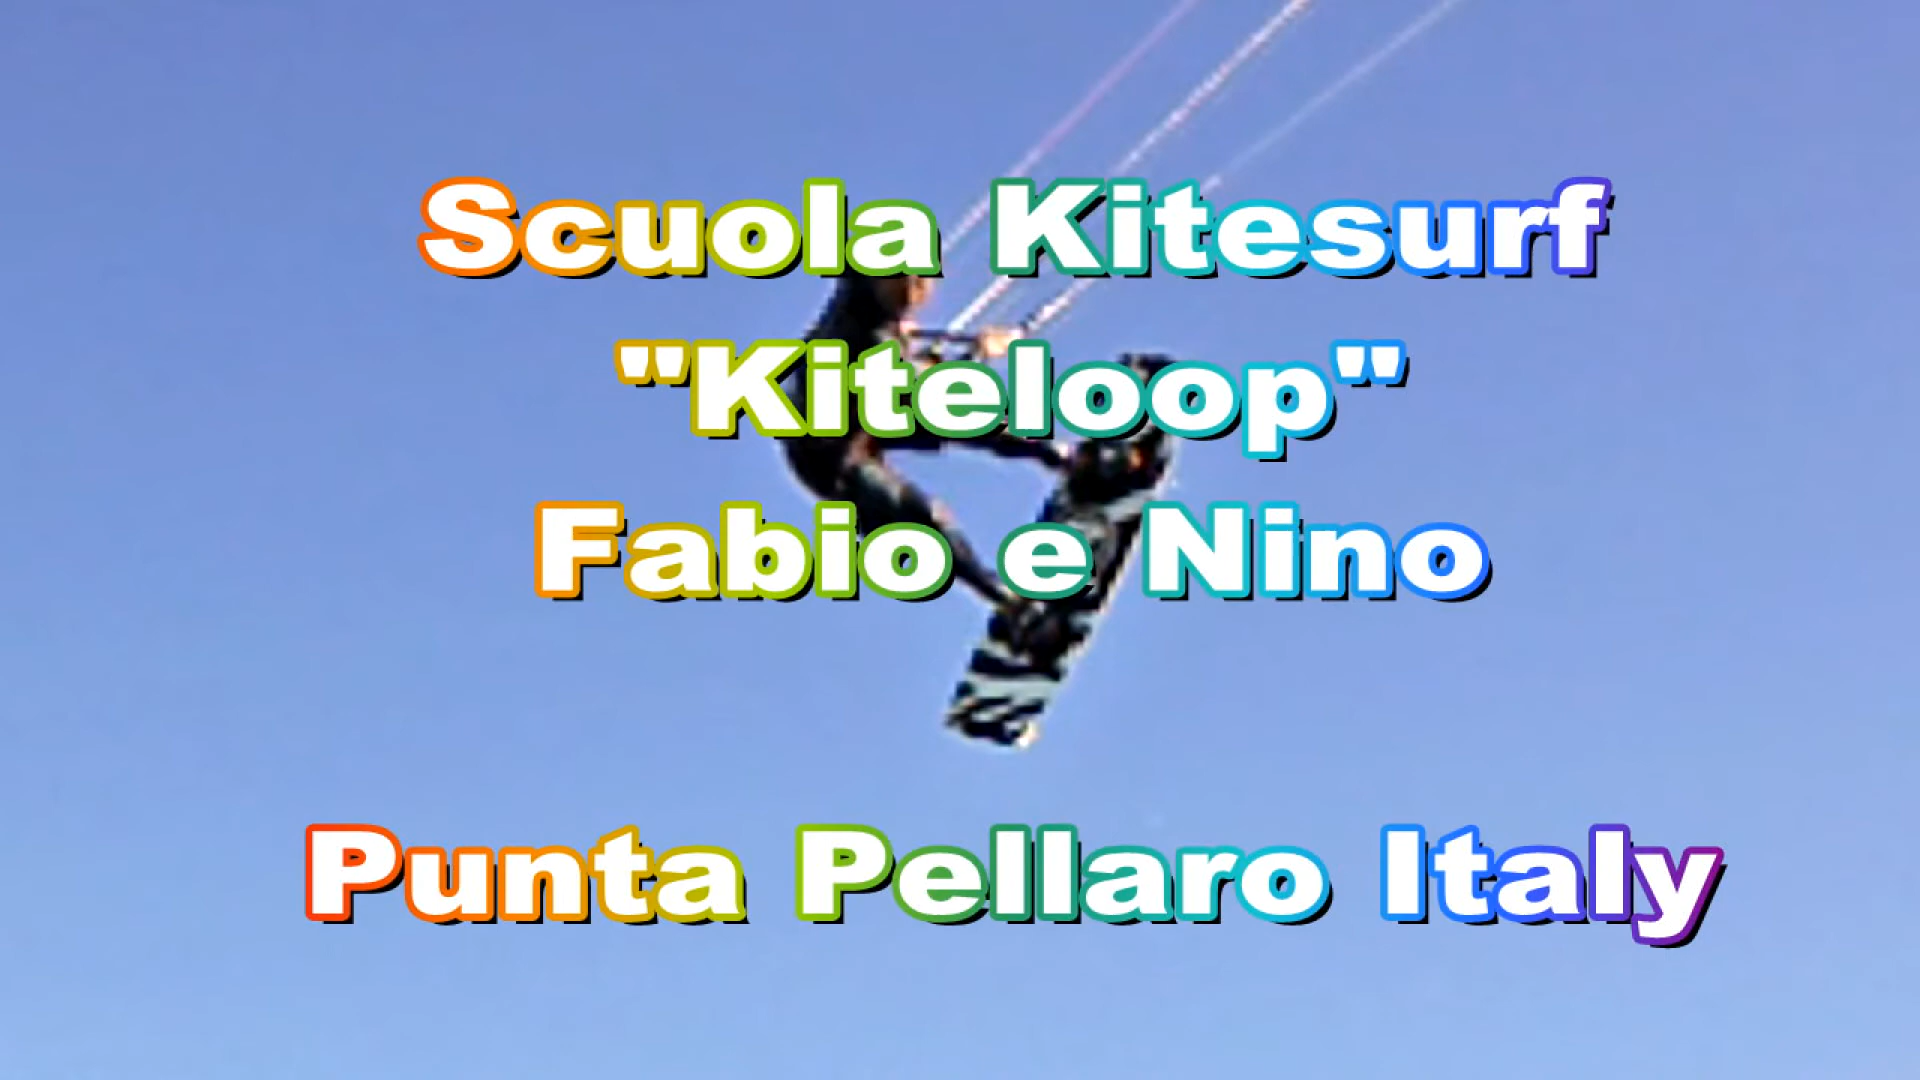 Scuola Kitesurf
"Kiteloop"
Fabio e Nino
Punta Pellaro Italy